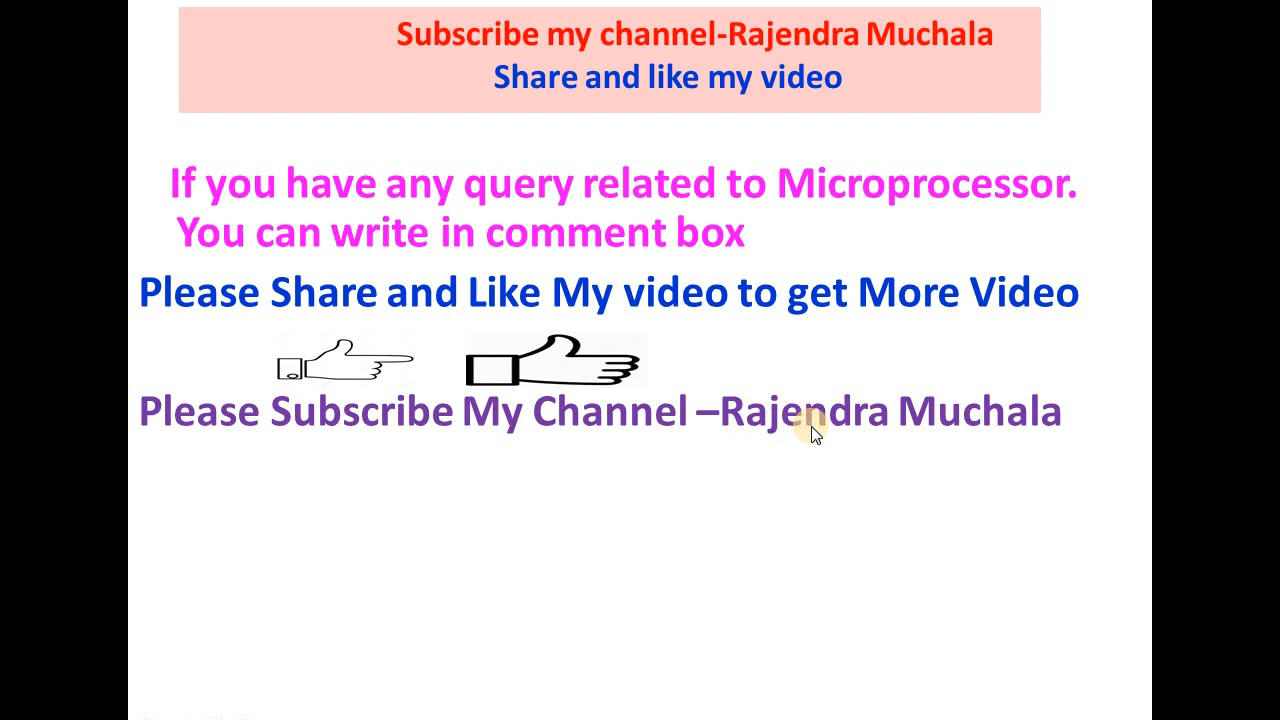 Subscribe my channel-Rajendra Muchala
Share and like my video
If you have any query related to Microprocessor.
You can write in comment box
Please Share and Like My video to get More Video
Please Subscribe My Channel –Rajendra Muchala